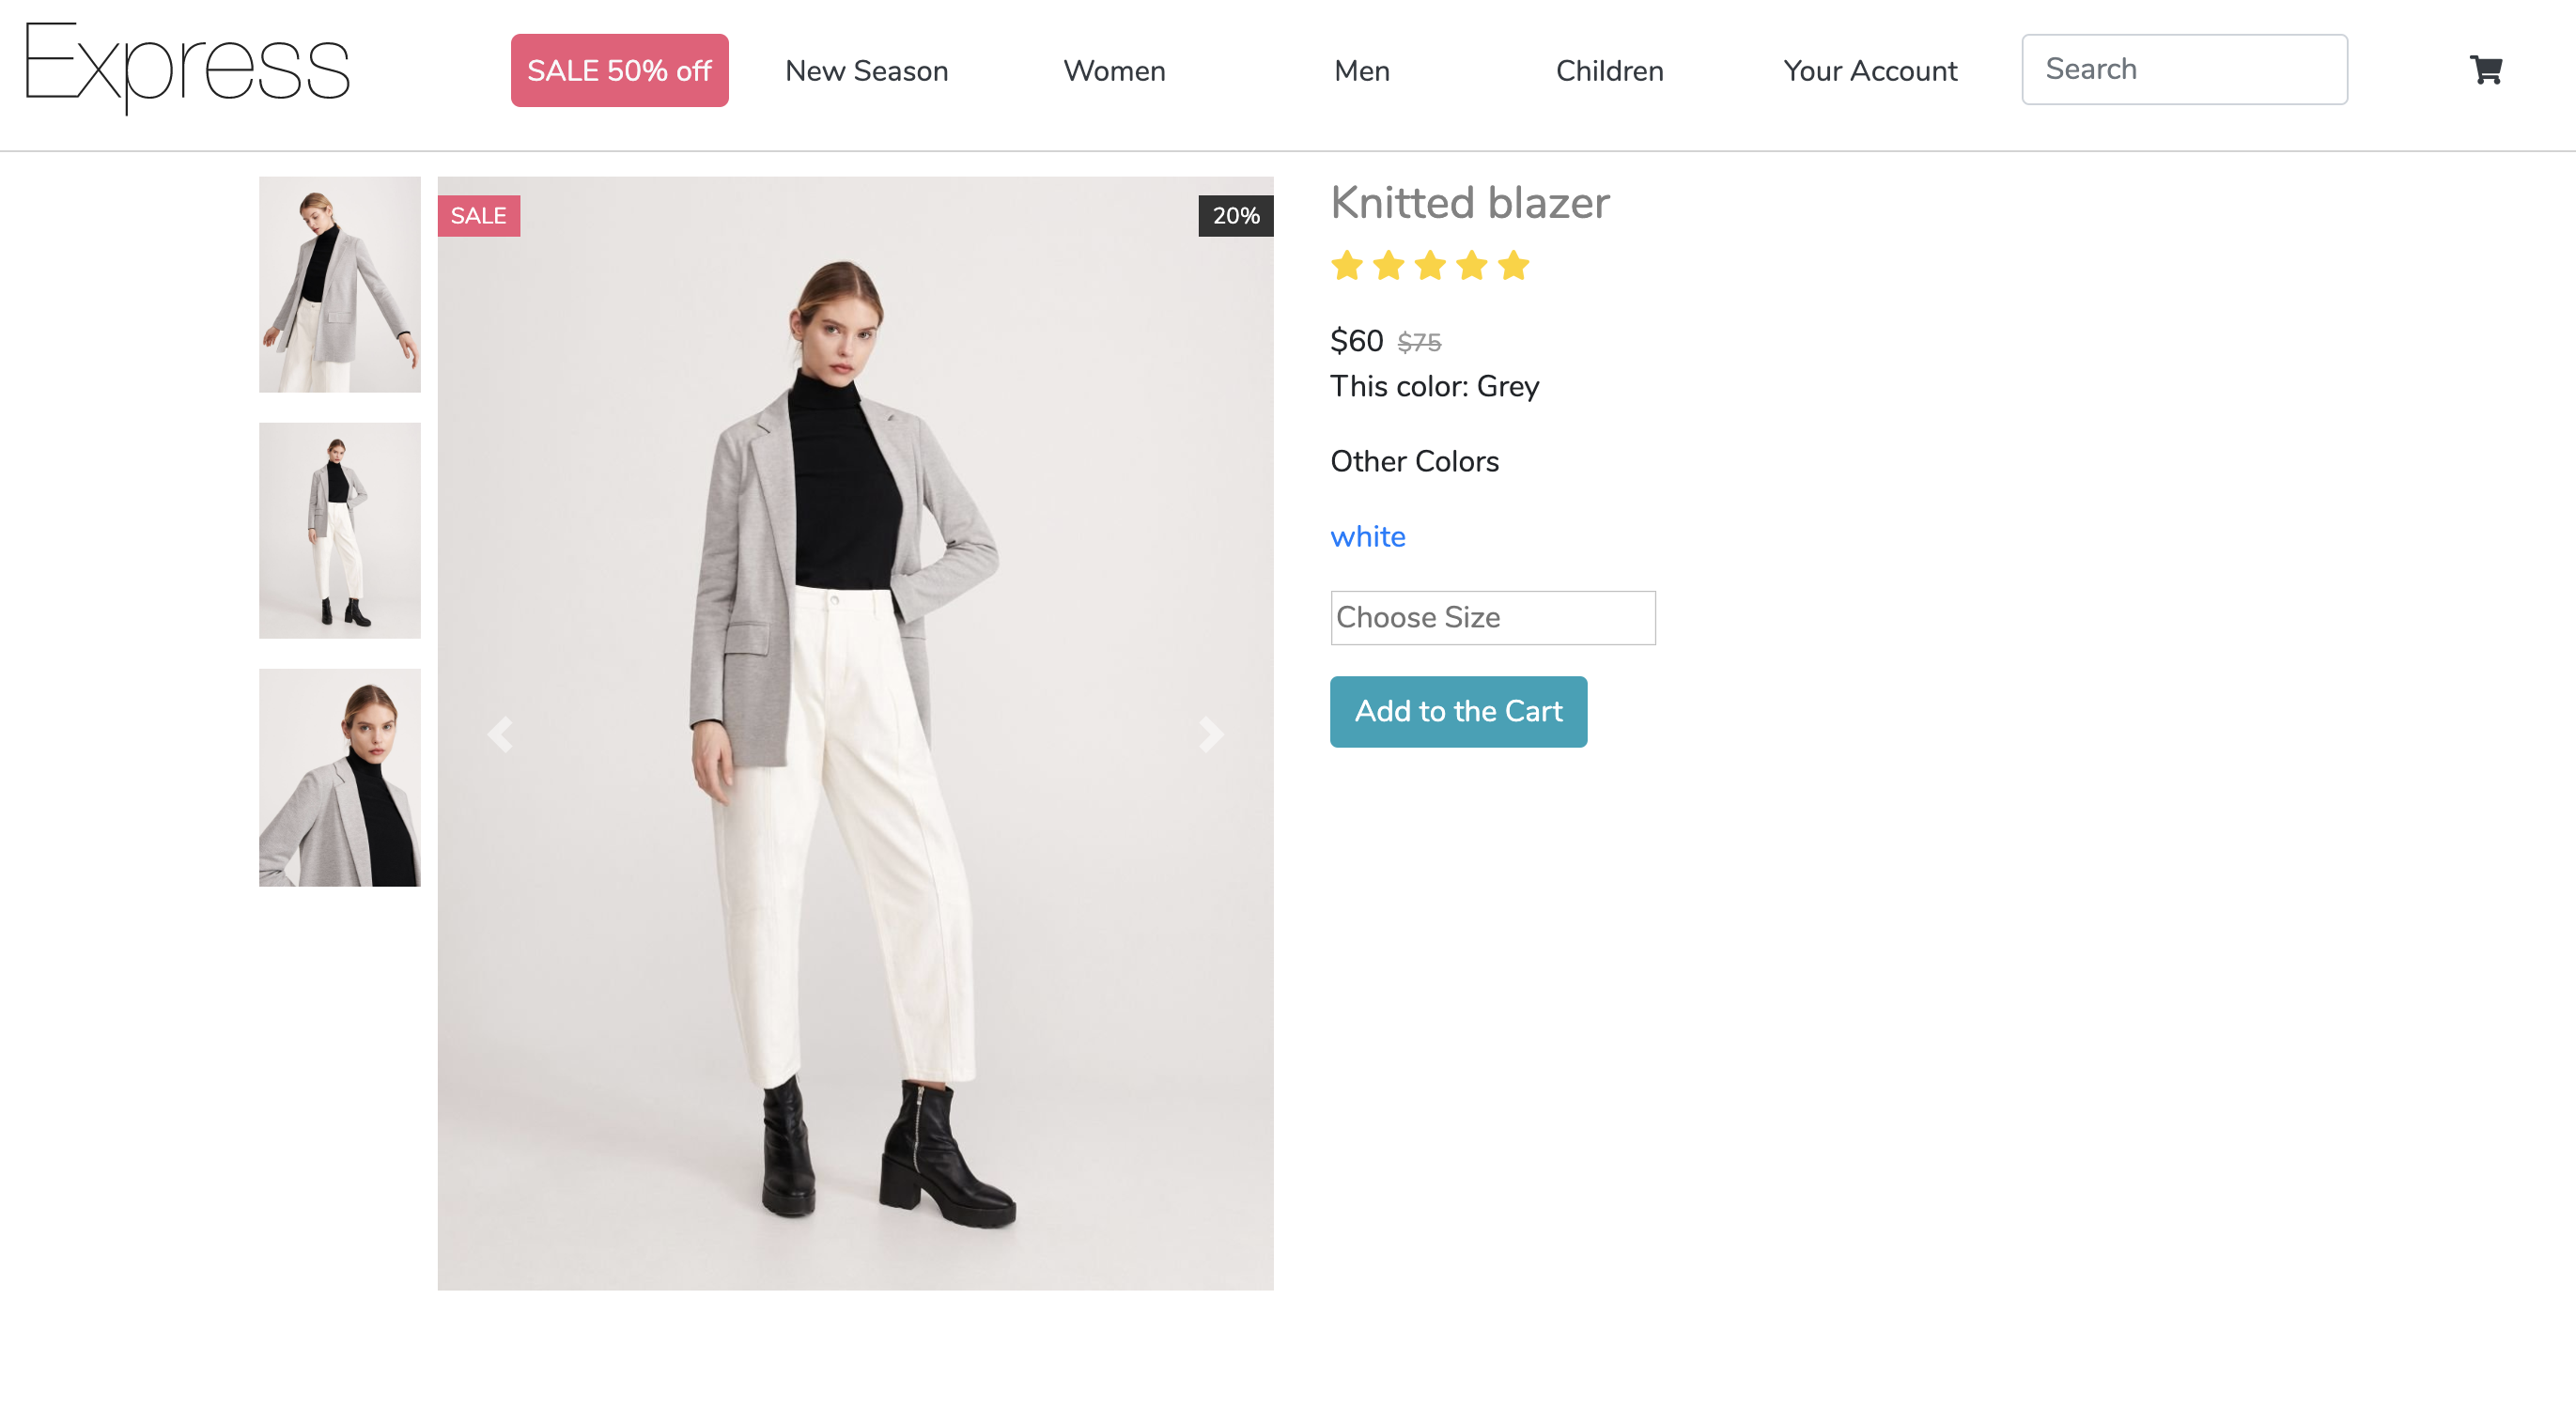 Express
SALE 50% off
New Season
Women
Men
Children
Your Account
Search
SALE
20%
Knitted blazer
$60 $75
This color: Grey
Other Colors
white
Choose Size
Add to the Cart